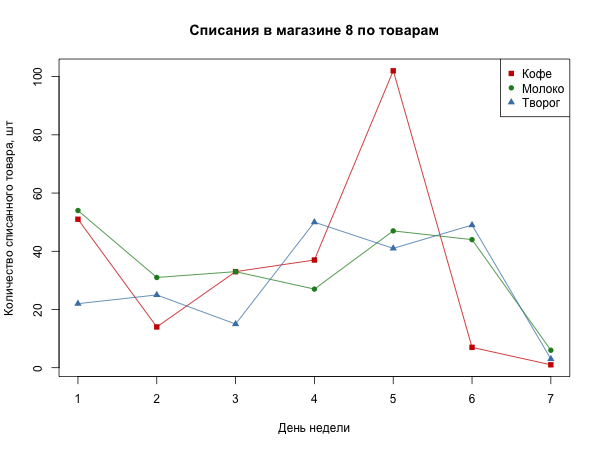 Списания в магазине 8 по товарам
Количество списанного товара, шт
100
80
60
40
20
0
Кофе
Молоко
Творог
1 2 3 4 5 6 7
День недели